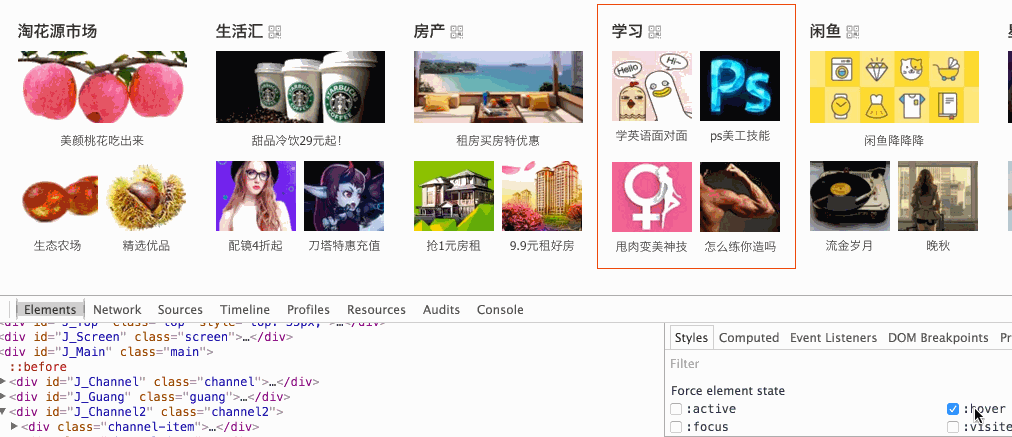 淘花源市场
生活汇
房产
学习
闲鱼
Hello
Hi~
Ps
STARBUCKS
美颜桃花吃出来
甜品冷饮29元起!
租房买房特优惠
学英语面对面
ps美工技能
闲鱼降降降
生态农场
精选优品
配镜4折起
刀塔特惠充值
抢1元房租
9.9元租好房
甩肉变美神技
怎么练你造吗
流金岁月
晚秋
Elements Network Sources Timeline Profiles Resources Audits Console
<div id="J_Screen" class="screen">…</div>
<div id="J_Main" class="main">
::before
<div id="J_Channel" class="channel">…</div>
<div id="J_Guang" class="guang">…</div>
<div id="J_Channel2" class="channel2">
<div class="channel-item">…</div>
Styles Computed Event Listeners DOM Breakpoints Pr
Filter
Force element state
:active
:hover
:focus
:visite